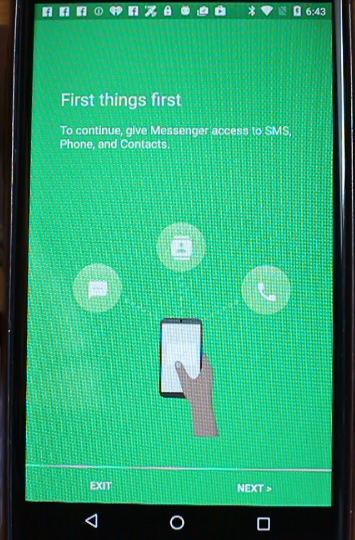 6:43
First things first
To continue, give Messenger access to SMS,
Phone, and Contacts.
EXIT
NEXT >